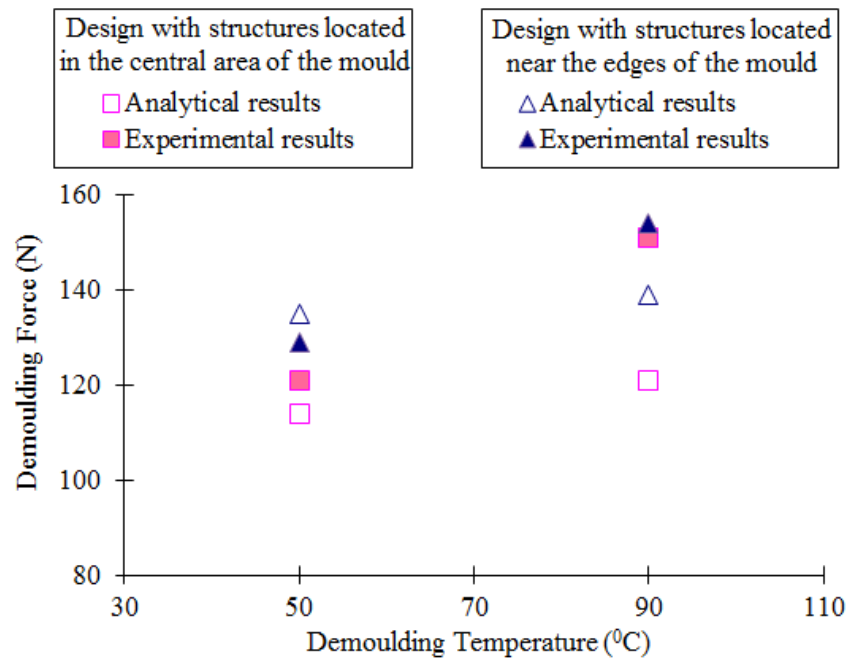 Design with structures located
in the central area of the mould
Analytical results
Experimental results
Design with structures located
near the edges of the mould
Analytical results
Experimental results
160
140
120
100
80
Demoulding Force (N)
30
50
70
90
110
Demoulding Temperature (⁰C)